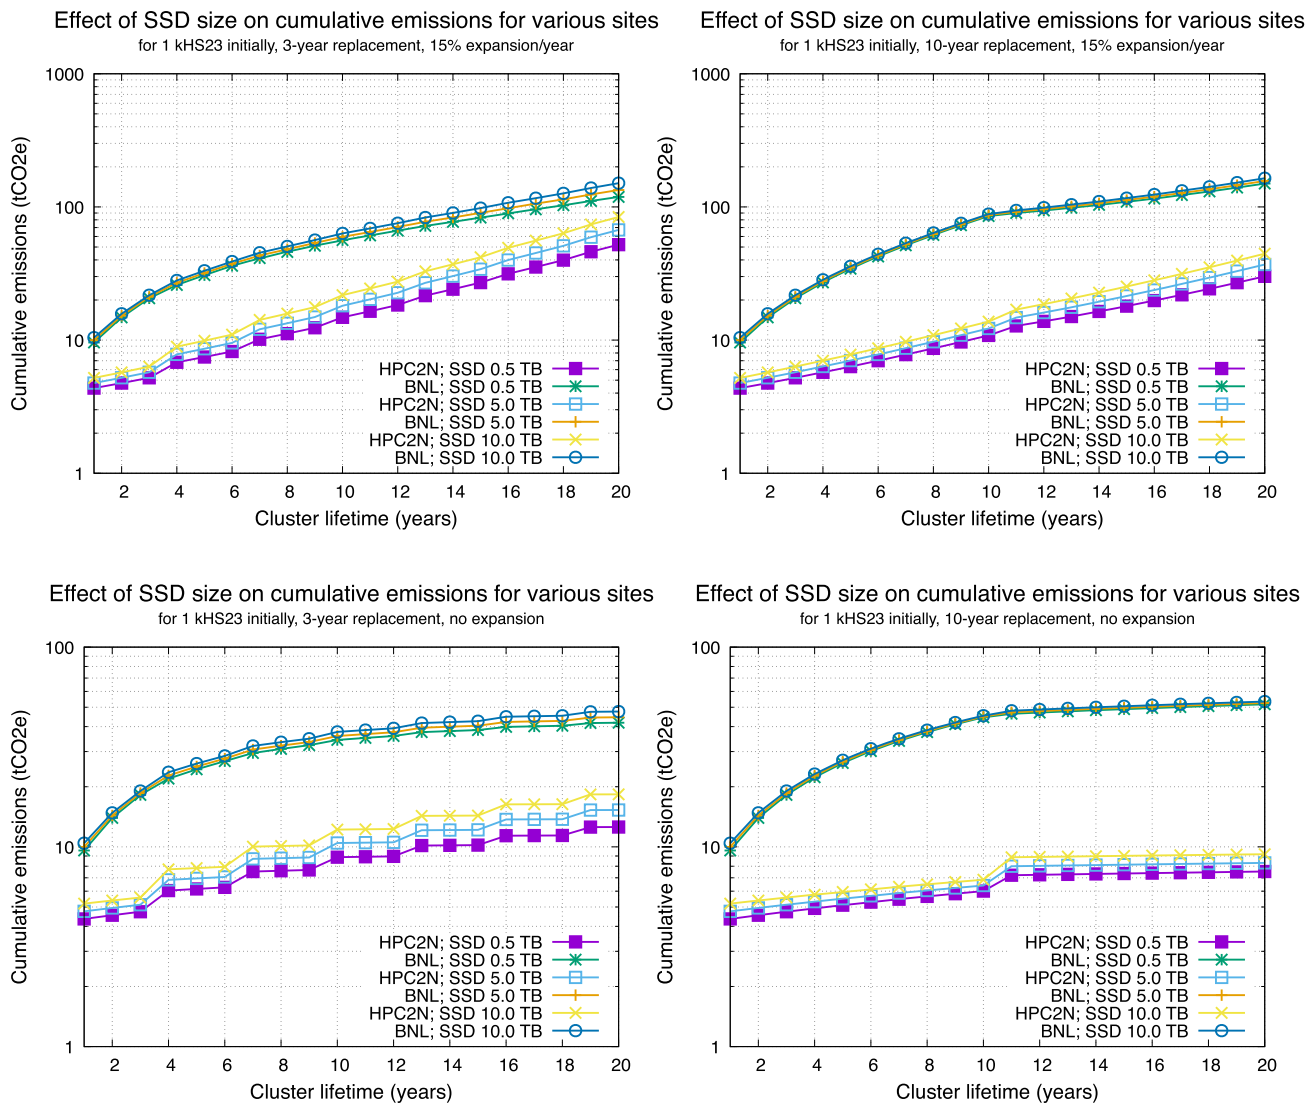 Effect of SSD size on cumulative emissions for various sites
for 1 kHS23 initially, 3-year replacement, 15% expansion/year
1000
100
10
1
Cumulative emissions (tCO2e)
HPC2N; SSD 0.5 TB
BNL; SSD 0.5 TB
HPC2N; SSD 5.0 TB
BNL; SSD 5.0 TB
HPC2N; SSD 10.0 TB
BNL; SSD 10.0 TB
2 4 6 8 10 12 14 16 18 20
Cluster lifetime (years)
Effect of SSD size on cumulative emissions for various sites
for 1 kHS23 initially, 10-year replacement, 15% expansion/year
1000
100
10
1
Cumulative emissions (tCO2e)
HPC2N; SSD 0.5 TB
BNL; SSD 0.5 TB
HPC2N; SSD 5.0 TB
BNL; SSD 5.0 TB
HPC2N; SSD 10.0 TB
BNL; SSD 10.0 TB
2 4 6 8 10 12 14 16 18 20
Cluster lifetime (years)
Effect of SSD size on cumulative emissions for various sites
for 1 kHS23 initially, 3-year replacement, no expansion
100
10
1
Cumulative emissions (tCO2e)
HPC2N; SSD 0.5 TB
BNL; SSD 0.5 TB
HPC2N; SSD 5.0 TB
BNL; SSD 5.0 TB
HPC2N; SSD 10.0 TB
BNL; SSD 10.0 TB
2 4 6 8 10 12 14 16 18 20
Cluster lifetime (years)
Effect of SSD size on cumulative emissions for various sites
for 1 kHS23 initially, 10-year replacement, no expansion
100
10
1
Cumulative emissions (tCO2e)
HPC2N; SSD 0.5 TB
BNL; SSD 0.5 TB
HPC2N; SSD 5.0 TB
BNL; SSD 5.0 TB
HPC2N; SSD 10.0 TB
BNL; SSD 10.0 TB
2 4 6 8 10 12 14 16 18 20
Cluster lifetime (years)